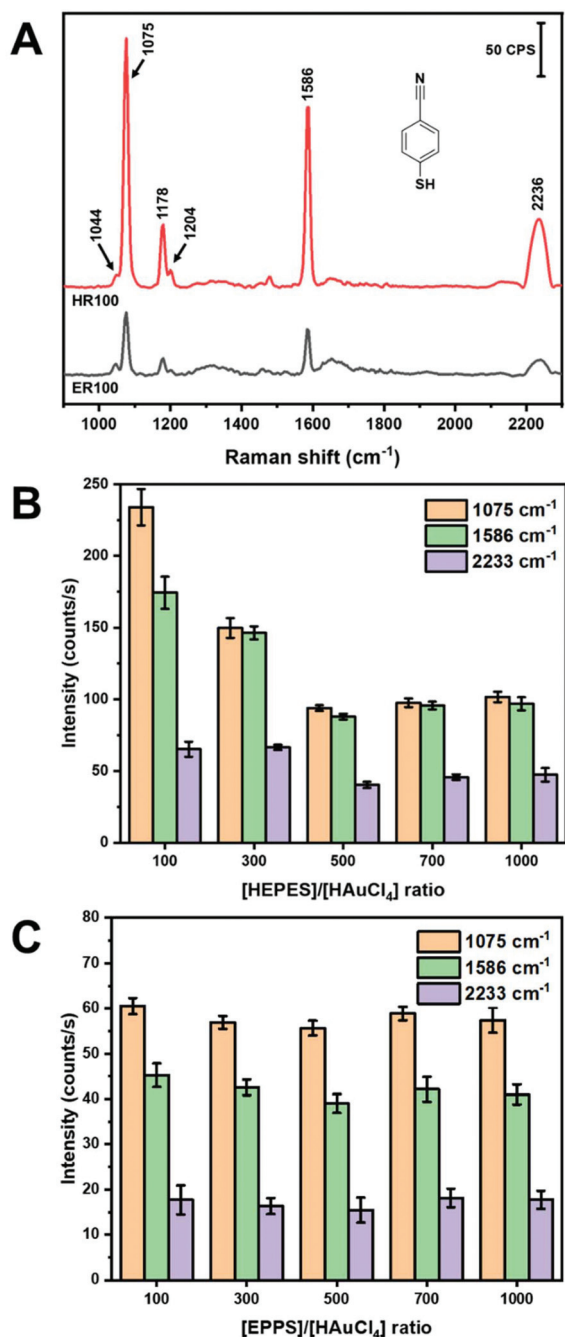 A
50 CPS
1075
1586
N
SH
1178
1204
1044
2236
HR100
ER100
1000 1200 1400 1600 1800 2000 2200
Raman shift (cm⁻¹)
B
250
200
150
100
50
0
Intensity (counts/s)
1075 cm⁻¹
1586 cm⁻¹
2233 cm⁻¹
100 300 500 700 1000
[HEPES]/[HAuCl₄] ratio
C
80
70
60
50
40
30
20
10
0
Intensity (counts/s)
1075 cm⁻¹
1586 cm⁻¹
2233 cm⁻¹
100 300 500 700 1000
[EPPS]/[HAuCl₄] ratio